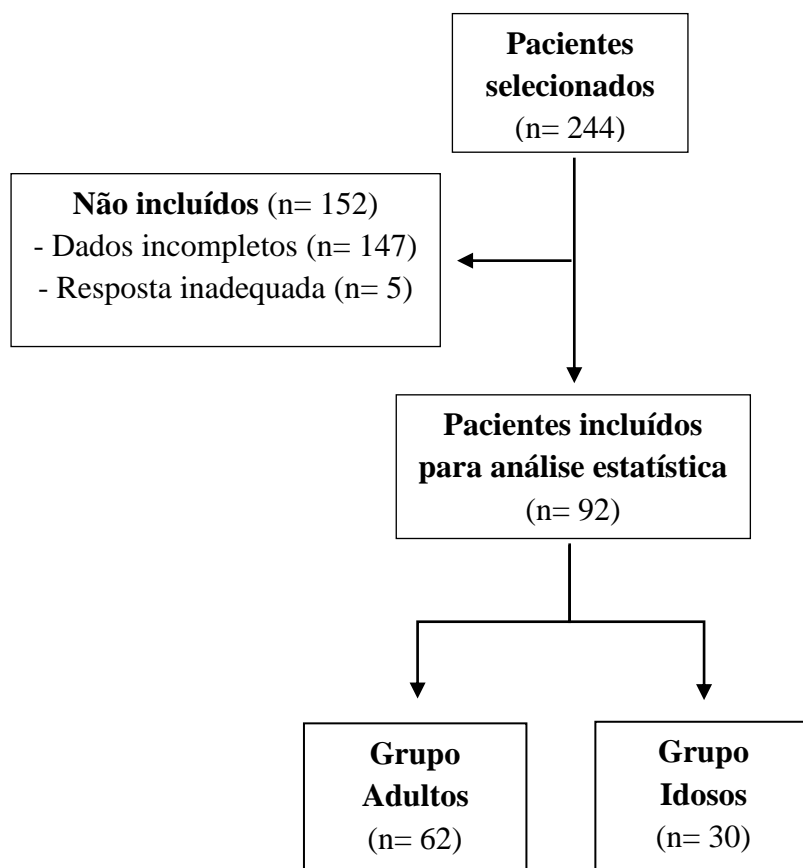 Pacientes
selecionados
(n= 244)
Não incluídos (n= 152)
- Dados incompletos (n= 147)
- Resposta inadequada (n= 5)
Pacientes incluídos
para análise estatística
(n= 92)
Grupo
Adultos
(n= 62)
Grupo
Idosos
(n= 30)